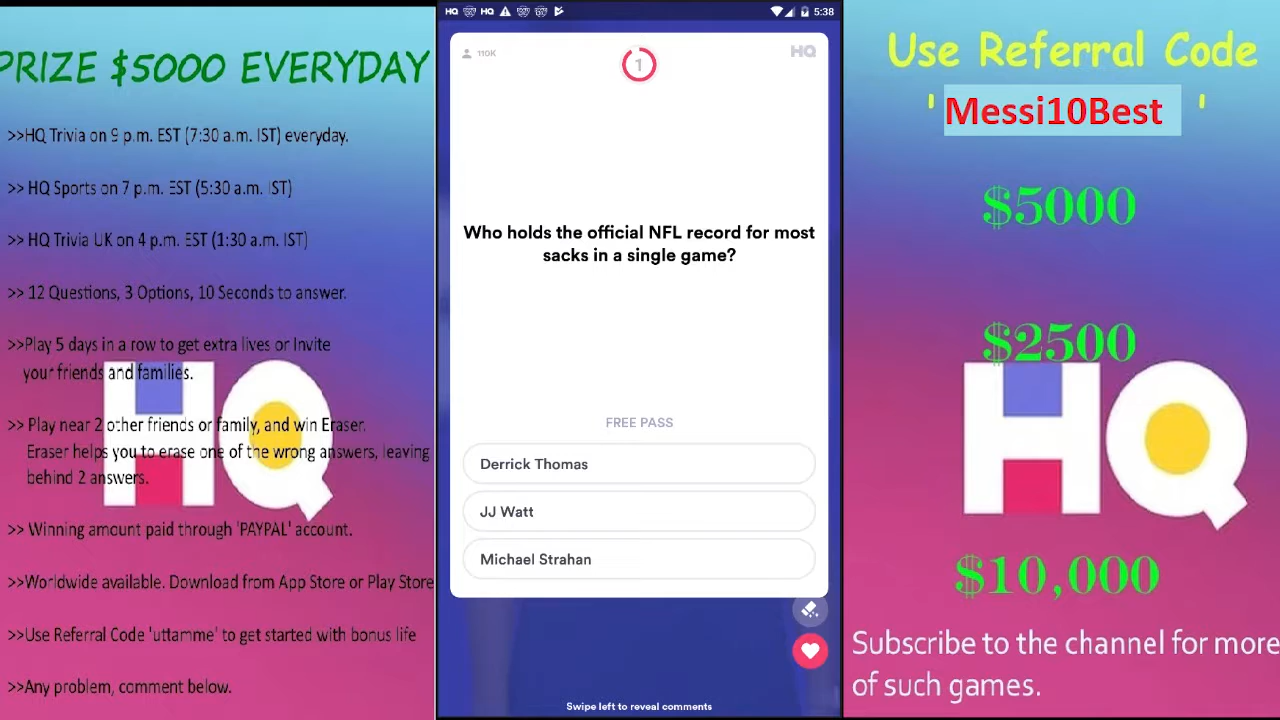 PRIZE $5000 EVERYDAY
>>HQ Trivia on 9 p.m. EST (7:30 a.m. IST) everyday.
>> HQ Sports on 7 p.m. EST (5:30 a.m. IST)
>> HQ Trivia UK on 4 p.m. EST (1:30 a.m. IST)
>> 12 Questions, 3 Options, 10 Seconds to answer.
>>Play 5 days in a row to get extra lives or Invite
your friends and families.
>> Play near 2 other friends or family, and win Eraser.
Eraser helps you to erase one of the wrong answers, leaving
behind 2 answers.
>> Winning amount paid through 'PAYPAL' account.
>>Worldwide available. Download from App Store or Play Store
>>Use Referral Code 'uttamme' to get started with bonus life
>>Any problem, comment below.
HQ
HQ HQ 5:38
110K
1
HQ
Who holds the official NFL record for most
sacks in a single game?
FREE PASS
Derrick Thomas
JJ Watt
Michael Strahan
Swipe left to reveal comments
Use Referral Code
' Messi10Best '
$5000
$2500
HQ
$10,000
Subscribe to the channel for more
of such games.